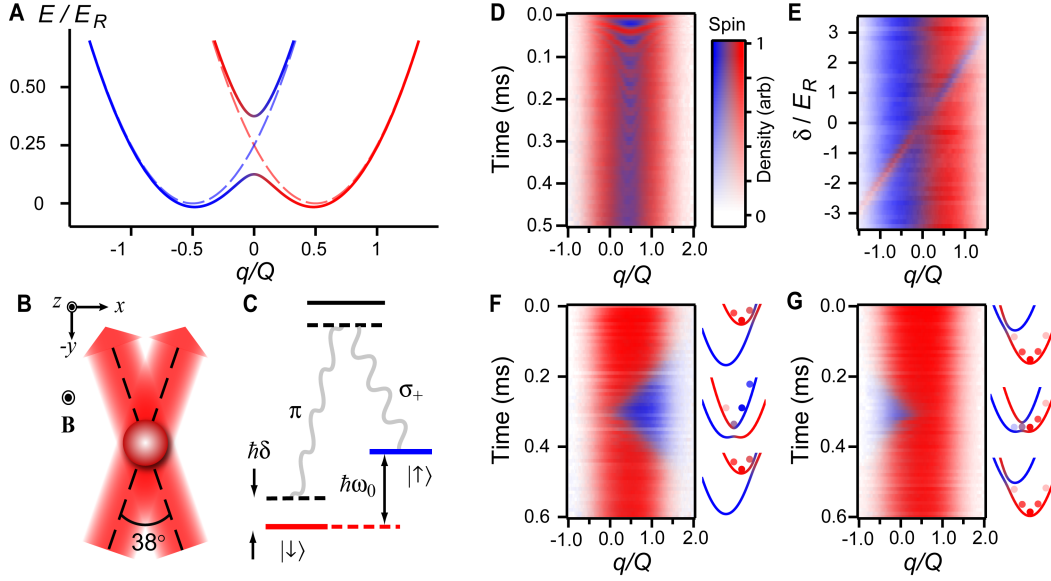 A
E / E_R
0.50
0.25
0
-1
-0.5
0
0.5
1
q/Q
B
z
x
-y
B
38°
C
π
σ₊
ħδ
ħω₀
|↑⟩
|↓⟩
D
Time (ms)
0.0
0.1
0.2
0.3
0.4
0.5
-1.0
0.0
1.0
2.0
q/Q
Spin
1
0
Density (arb)
E
δ / E_R
3
2
1
0
-1
-2
-3
-1.0
0.0
1.0
q/Q
F
Time (ms)
0.0
0.2
0.4
0.6
-1.0
0.0
1.0
2.0
q/Q
G
Time (ms)
0.0
0.2
0.4
0.6
-1.0
0.0
1.0
2.0
q/Q